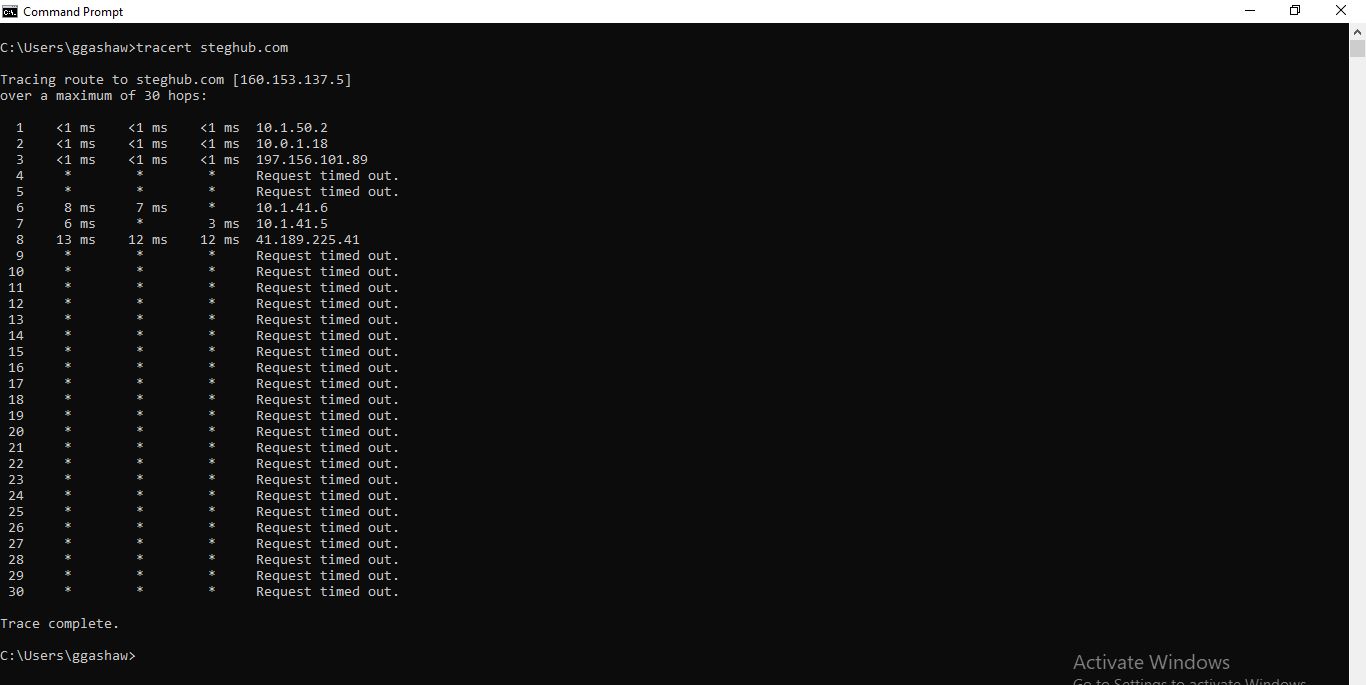 Command Prompt
C:\Users\ggashaw>tracert steghub.com
Tracing route to steghub.com [160.153.137.5]
over a maximum of 30 hops:
1 <1 ms <1 ms <1 ms 10.1.50.2
2 <1 ms <1 ms <1 ms 10.0.1.18
3 <1 ms <1 ms <1 ms 197.156.101.89
4 * * * Request timed out.
5 * * * Request timed out.
6 8 ms 7 ms * 10.1.41.6
7 6 ms * 3 ms 10.1.41.5
8 13 ms 12 ms 12 ms 41.189.225.41
9 * * * Request timed out.
10 * * * Request timed out.
11 * * * Request timed out.
12 * * * Request timed out.
13 * * * Request timed out.
14 * * * Request timed out.
15 * * * Request timed out.
16 * * * Request timed out.
17 * * * Request timed out.
18 * * * Request timed out.
19 * * * Request timed out.
20 * * * Request timed out.
21 * * * Request timed out.
22 * * * Request timed out.
23 * * * Request timed out.
24 * * * Request timed out.
25 * * * Request timed out.
26 * * * Request timed out.
27 * * * Request timed out.
28 * * * Request timed out.
29 * * * Request timed out.
30 * * * Request timed out.
Trace complete.
C:\Users\ggashaw>
Activate Windows
Go to Settings to activate Windows.